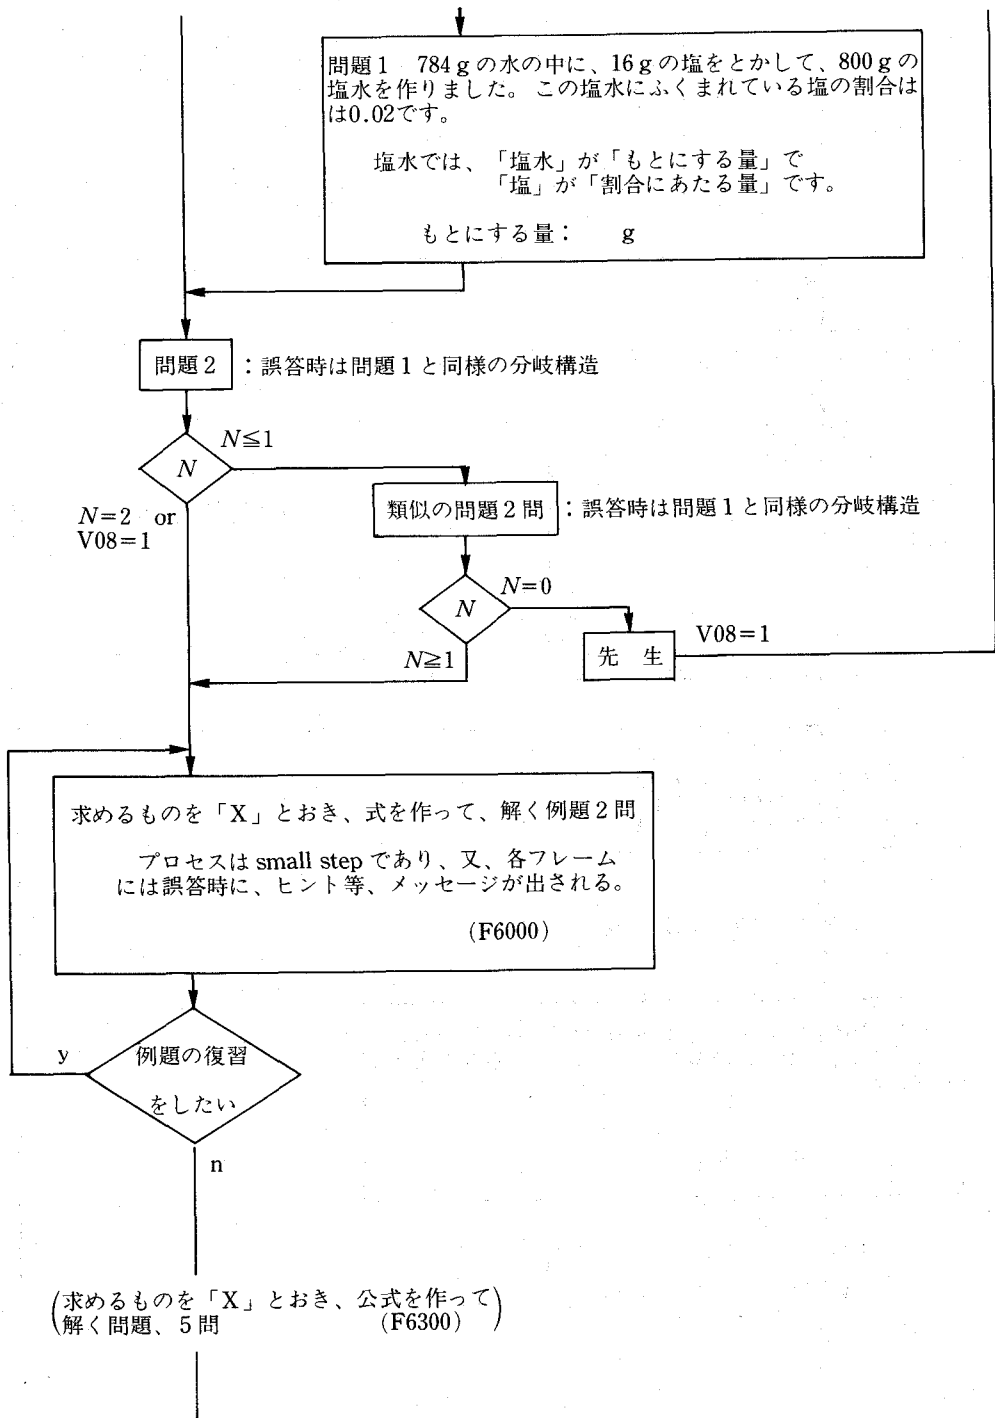 問題1 784gの水の中に、16gの塩をとかして、800gの
塩水を作りました。この塩水にふくまれている塩の割合は
は0.02です。
塩水では、「塩水」が「もとにする量」で
「塩」が「割合にあたる量」です。
もとにする量： g
問題2 ：誤答時は問題1と同様の分岐構造
N≦1
N
N=2 or
V08=1
類似の問題2問 ：誤答時は問題1と同様の分岐構造
N=0
N
N≧1
先 生
V08=1
求めるものを「X」とおき、式を作って、解く例題2問
プロセスは small step であり、又、各フレーム
には誤答時に、ヒント等、メッセージが出される。
(F6000)
y
例題の復習
をしたい
n
(求めるものを「X」とおき、公式を作って
解く問題、5問 (F6300))